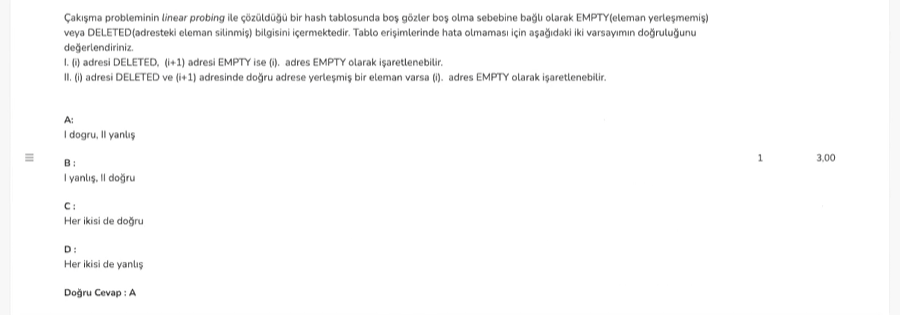 Çakışma probleminin linear probing ile çözüldüğü bir hash tablosunda boş gözler boş olma sebebine bağlı olarak EMPTY(eleman yerleşmemiş)
veya DELETED(adresteki eleman silinmiş) bilgisini içermektedir. Tablo erişimlerinde hata olmaması için aşağıdaki iki varsayımın doğruluğunu
değerlendiriniz.
I. (i) adresi DELETED, (i+1) adresi EMPTY ise (i). adres EMPTY olarak işaretlenebilir.
II. (i) adresi DELETED ve (i+1) adresinde doğru adrese yerleşmiş bir eleman varsa (i). adres EMPTY olarak işaretlenebilir.
A:
I dogru, II yanlış
B :
I yanlış, II doğru
1 3,00
C :
Her ikisi de doğru
D :
Her ikisi de yanlış
Doğru Cevap : A